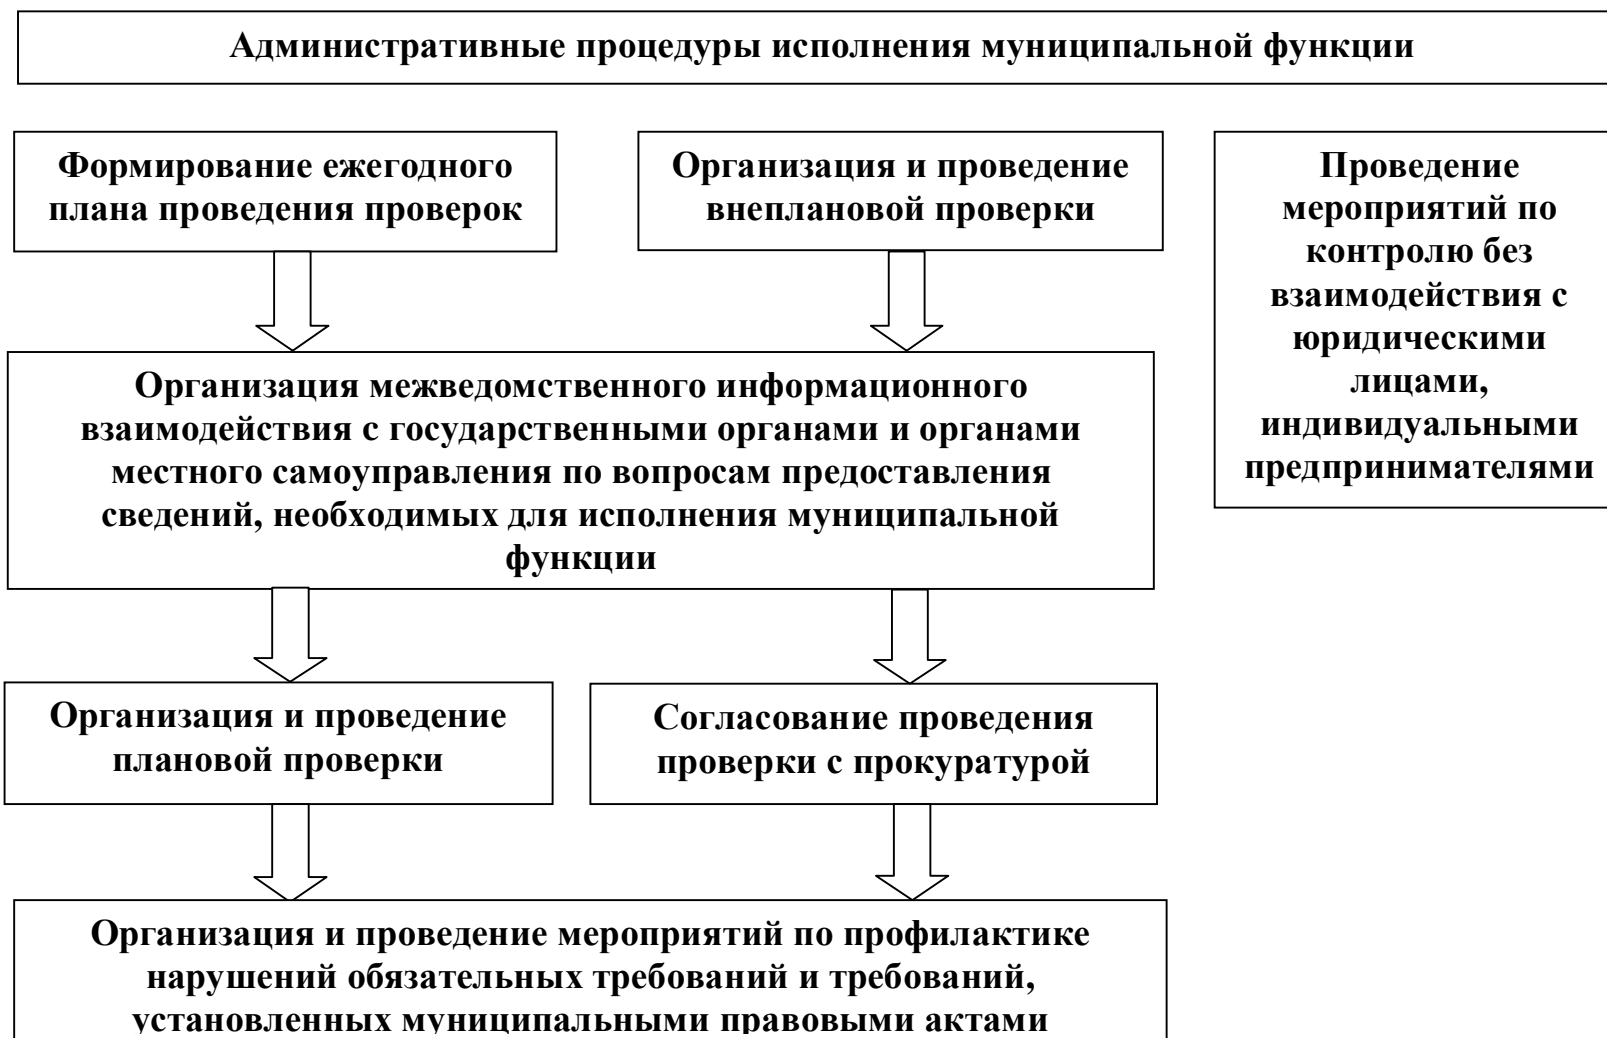 Административные процедуры исполнения муниципальной функции
Формирование ежегодного
плана проведения проверок
Организация и проведение
внеплановой проверки
Проведение
мероприятий по
контролю без
взаимодействия с
юридическими
лицами,
индивидуальными
предпринимателями
Организация межведомственного информационного
взаимодействия с государственными органами и органами
местного самоуправления по вопросам предоставления
сведений, необходимых для исполнения муниципальной
функции
Организация и проведение
плановой проверки
Согласование проведения
проверки с прокуратурой
Организация и проведение мероприятий по профилактике
нарушений обязательных требований и требований,
установленных муниципальными правовыми актами